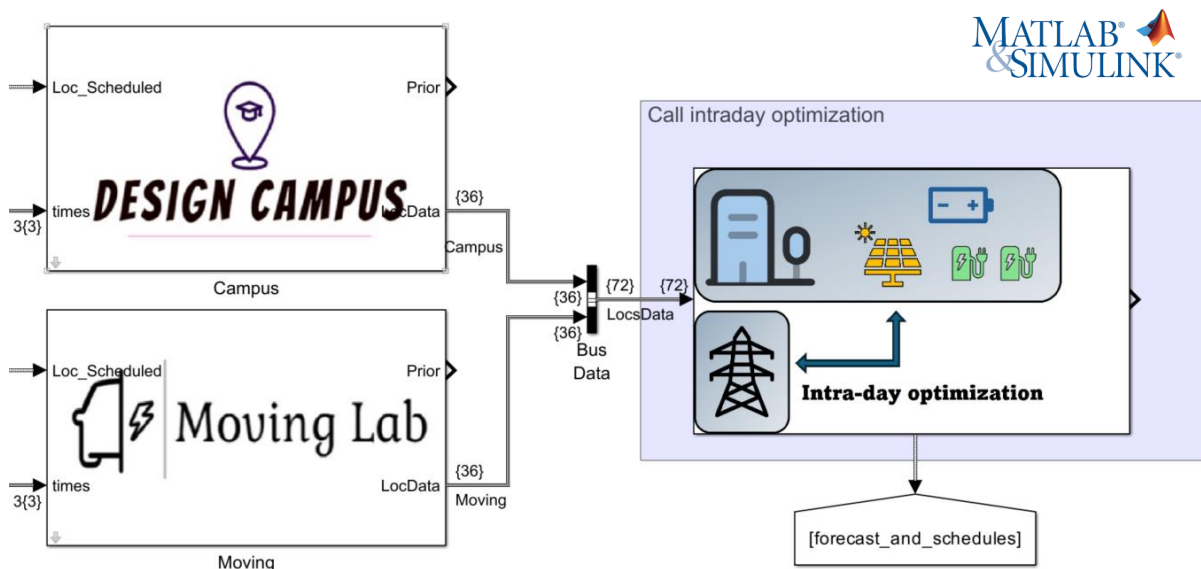 MATLAB®
&SIMULINK®
Loc_Scheduled
Prior
DESIGN CAMPUS
times
3{3}
LocData
{36}
Campus
Campus
Loc_Scheduled
Prior
Moving Lab
times
3{3}
LocData
{36}
Moving
Moving
{36}
{36}
{72}
{72}
LocsData
Bus
Data
Call intraday optimization
Intra-day optimization
[forecast_and_schedules]